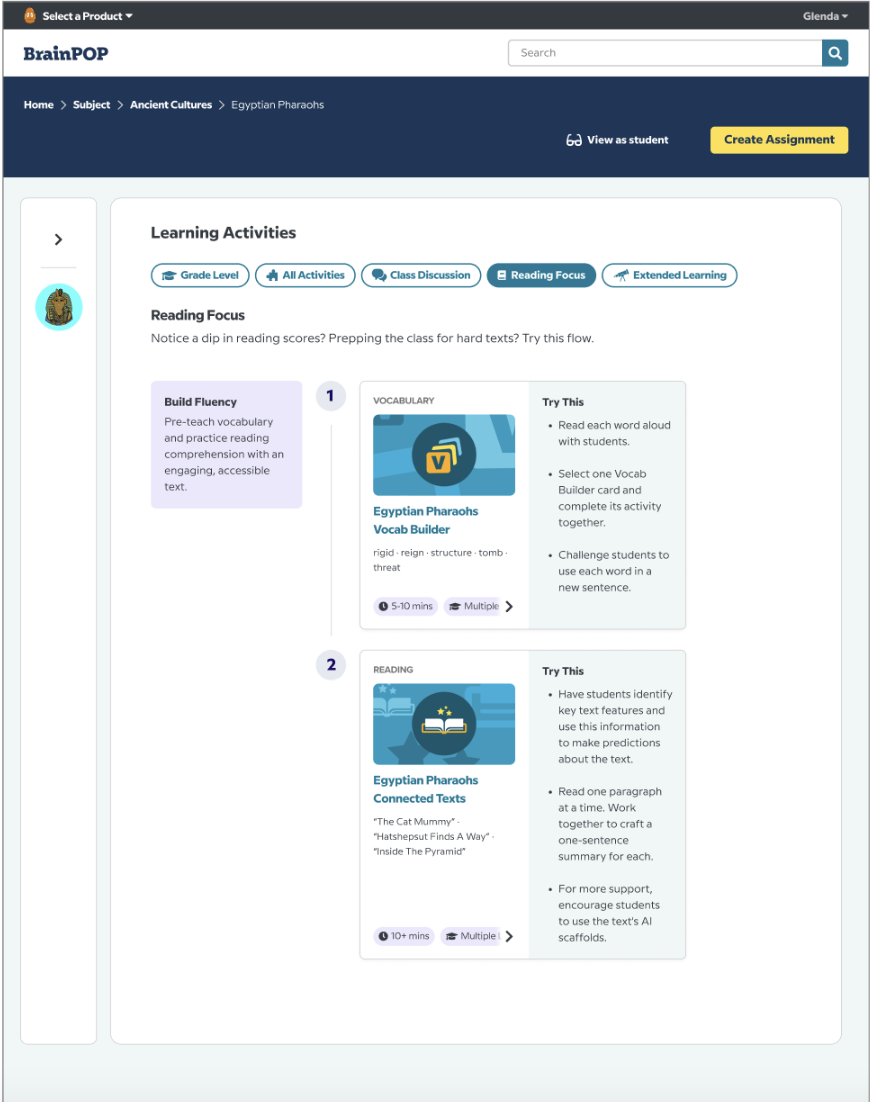 Select a Product
Glenda
BrainPOP
Search
Home > Subject > Ancient Cultures > Egyptian Pharaohs
View as student
Create Assignment
Learning Activities
Grade Level
All Activities
Class Discussion
Reading Focus
Extended Learning
Reading Focus
Notice a dip in reading scores? Prepping the class for hard texts? Try this flow.
Build Fluency
Pre-teach vocabulary
and practice reading
comprehension with an
engaging, accessible
text.
1
VOCABULARY
V
Egyptian Pharaohs
Vocab Builder
rigid · reign · structure · tomb ·
threat
5-10 mins
Multiple
Try This
• Read each word aloud
with students.
• Select one Vocab
Builder card and
complete its activity
together.
• Challenge students to
use each word in a
new sentence.
2
READING
Egyptian Pharaohs
Connected Texts
"The Cat Mummy" ·
"Hatshepsut Finds A Way" ·
"Inside The Pyramid"
10+ mins
Multiple
Try This
• Have students identify
key text features and
use this information
to make predictions
about the text.
• Read one paragraph
at a time. Work
together to craft a
one-sentence
summary for each.
• For more support,
encourage students
to use the text's AI
scaffolds.